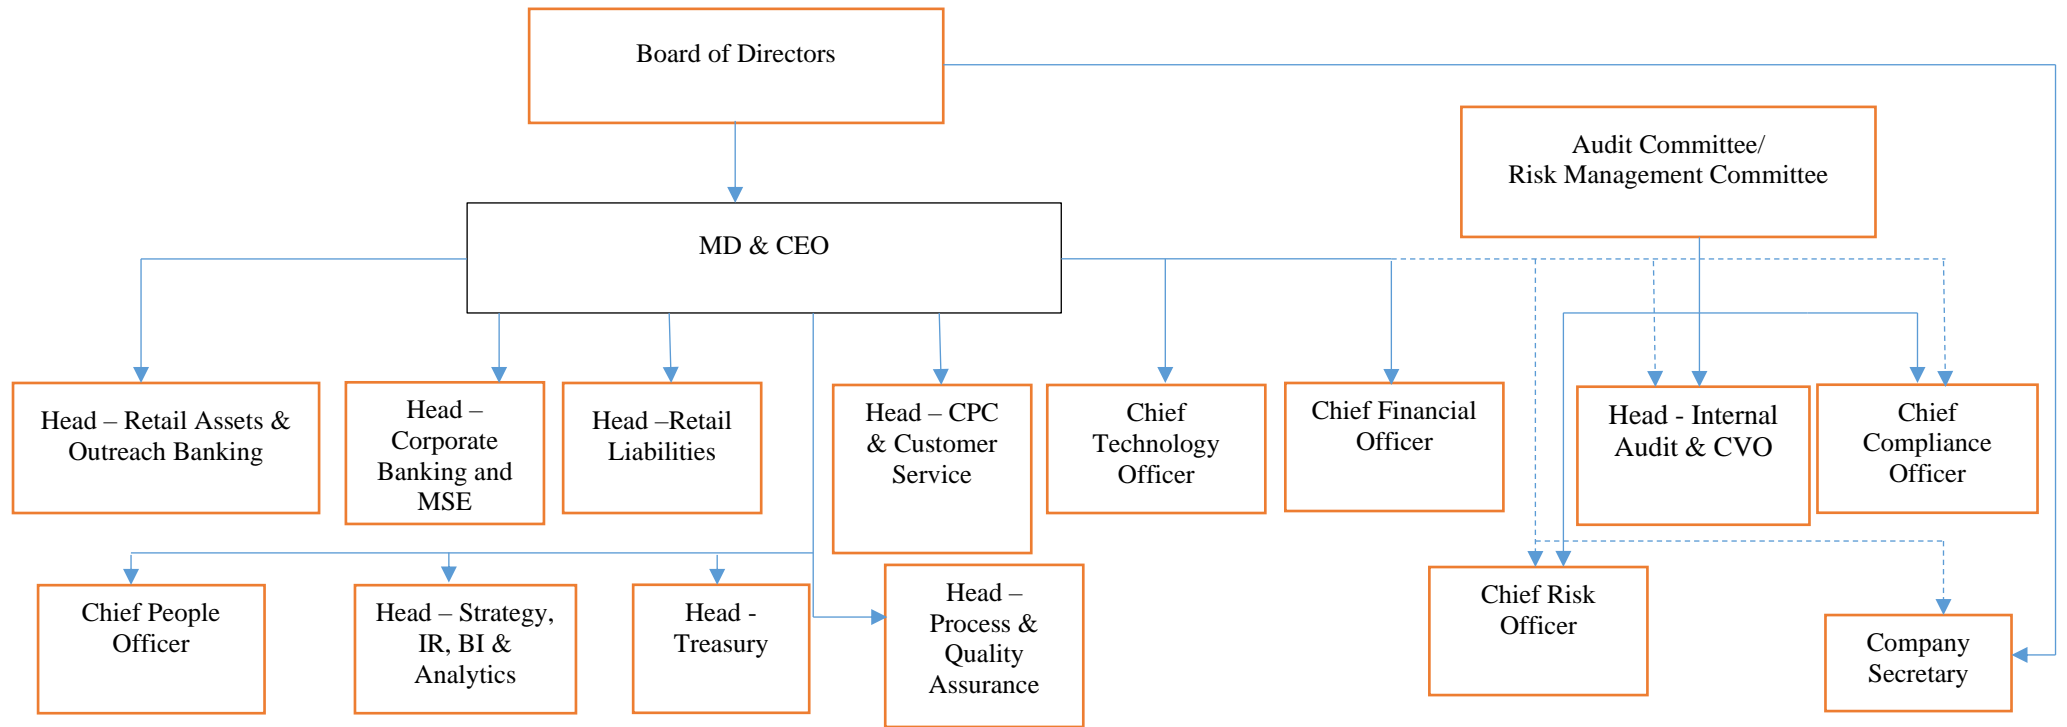 Board of Directors
Audit Committee/
Risk Management Committee
MD & CEO
Head – Retail Assets &
Outreach Banking
Head –
Corporate
Banking and
MSE
Head –Retail
Liabilities
Head – CPC
& Customer
Service
Chief
Technology
Officer
Chief Financial
Officer
Head - Internal
Audit & CVO
Chief
Compliance
Officer
Chief People
Officer
Head – Strategy,
IR, BI &
Analytics
Head -
Treasury
Head –
Process &
Quality
Assurance
Chief Risk
Officer
Company
Secretary